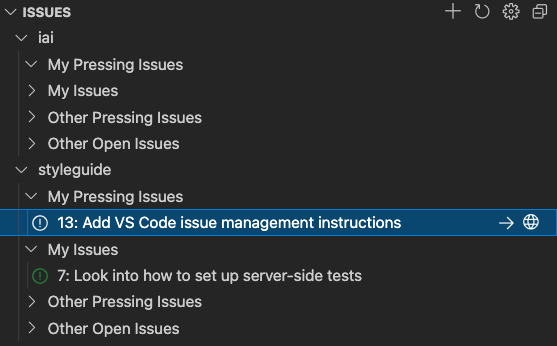 ISSUES
iai
My Pressing Issues
My Issues
Other Pressing Issues
Other Open Issues
styleguide
My Pressing Issues
13: Add VS Code issue management instructions
My Issues
7: Look into how to set up server-side tests
Other Pressing Issues
Other Open Issues